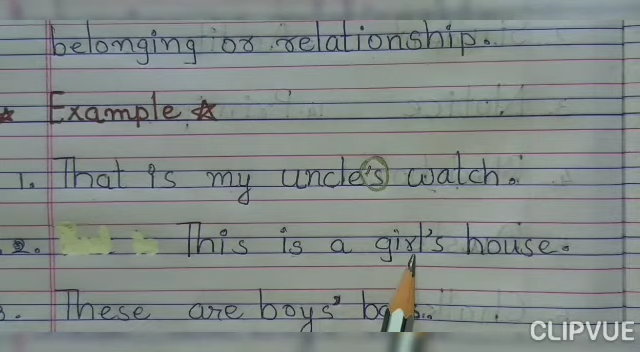 belonging or relationship.
★ Example ★
1. That is my uncle's watch.
2. This is a girl's house.
3. These are boys'
CLIPVUE